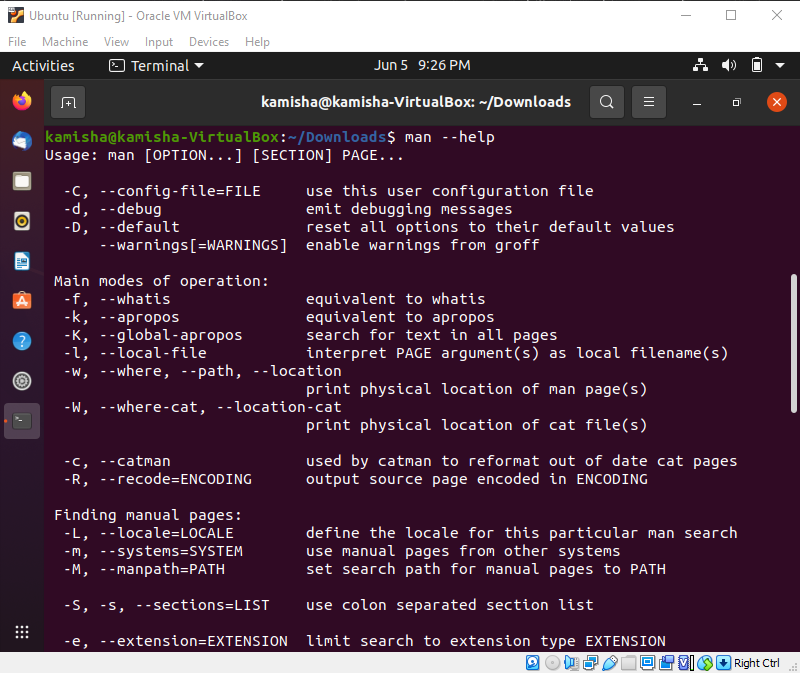 Ubuntu [Running] - Oracle VM VirtualBox
File Machine View Input Devices Help
Activities Terminal Jun 5 9:26 PM
kamisha@kamisha-VirtualBox: ~/Downloads
kamisha@kamisha-VirtualBox:~/Downloads$ man --help
Usage: man [OPTION...] [SECTION] PAGE...
-C, --config-file=FILE use this user configuration file
-d, --debug emit debugging messages
-D, --default reset all options to their default values
--warnings[=WARNINGS] enable warnings from groff
Main modes of operation:
-f, --whatis equivalent to whatis
-k, --apropos equivalent to apropos
-K, --global-apropos search for text in all pages
-l, --local-file interpret PAGE argument(s) as local filename(s)
-w, --where, --path, --location
print physical location of man page(s)
-W, --where-cat, --location-cat
print physical location of cat file(s)
-c, --catman used by catman to reformat out of date cat pages
-R, --recode=ENCODING output source page encoded in ENCODING
Finding manual pages:
-L, --locale=LOCALE define the locale for this particular man search
-m, --systems=SYSTEM use manual pages from other systems
-M, --manpath=PATH set search path for manual pages to PATH
-S, -s, --sections=LIST use colon separated section list
-e, --extension=EXTENSION limit search to extension type EXTENSION
Right Ctrl